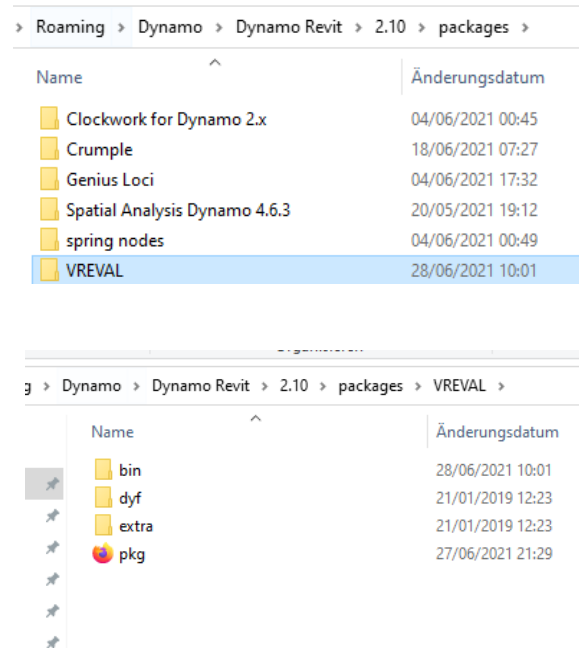 › Roaming › Dynamo › Dynamo Revit › 2.10 › packages ›
Name Änderungsdatum
Clockwork for Dynamo 2.x 04/06/2021 00:45
Crumple 18/06/2021 07:27
Genius Loci 04/06/2021 17:32
Spatial Analysis Dynamo 4.6.3 20/05/2021 19:12
spring nodes 04/06/2021 00:49
VREVAL 28/06/2021 10:01
g › Dynamo › Dynamo Revit › 2.10 › packages › VREVAL ›
Name Änderungsdatum
bin 28/06/2021 10:01
dyf 21/01/2019 12:23
extra 21/01/2019 12:23
pkg 27/06/2021 21:29